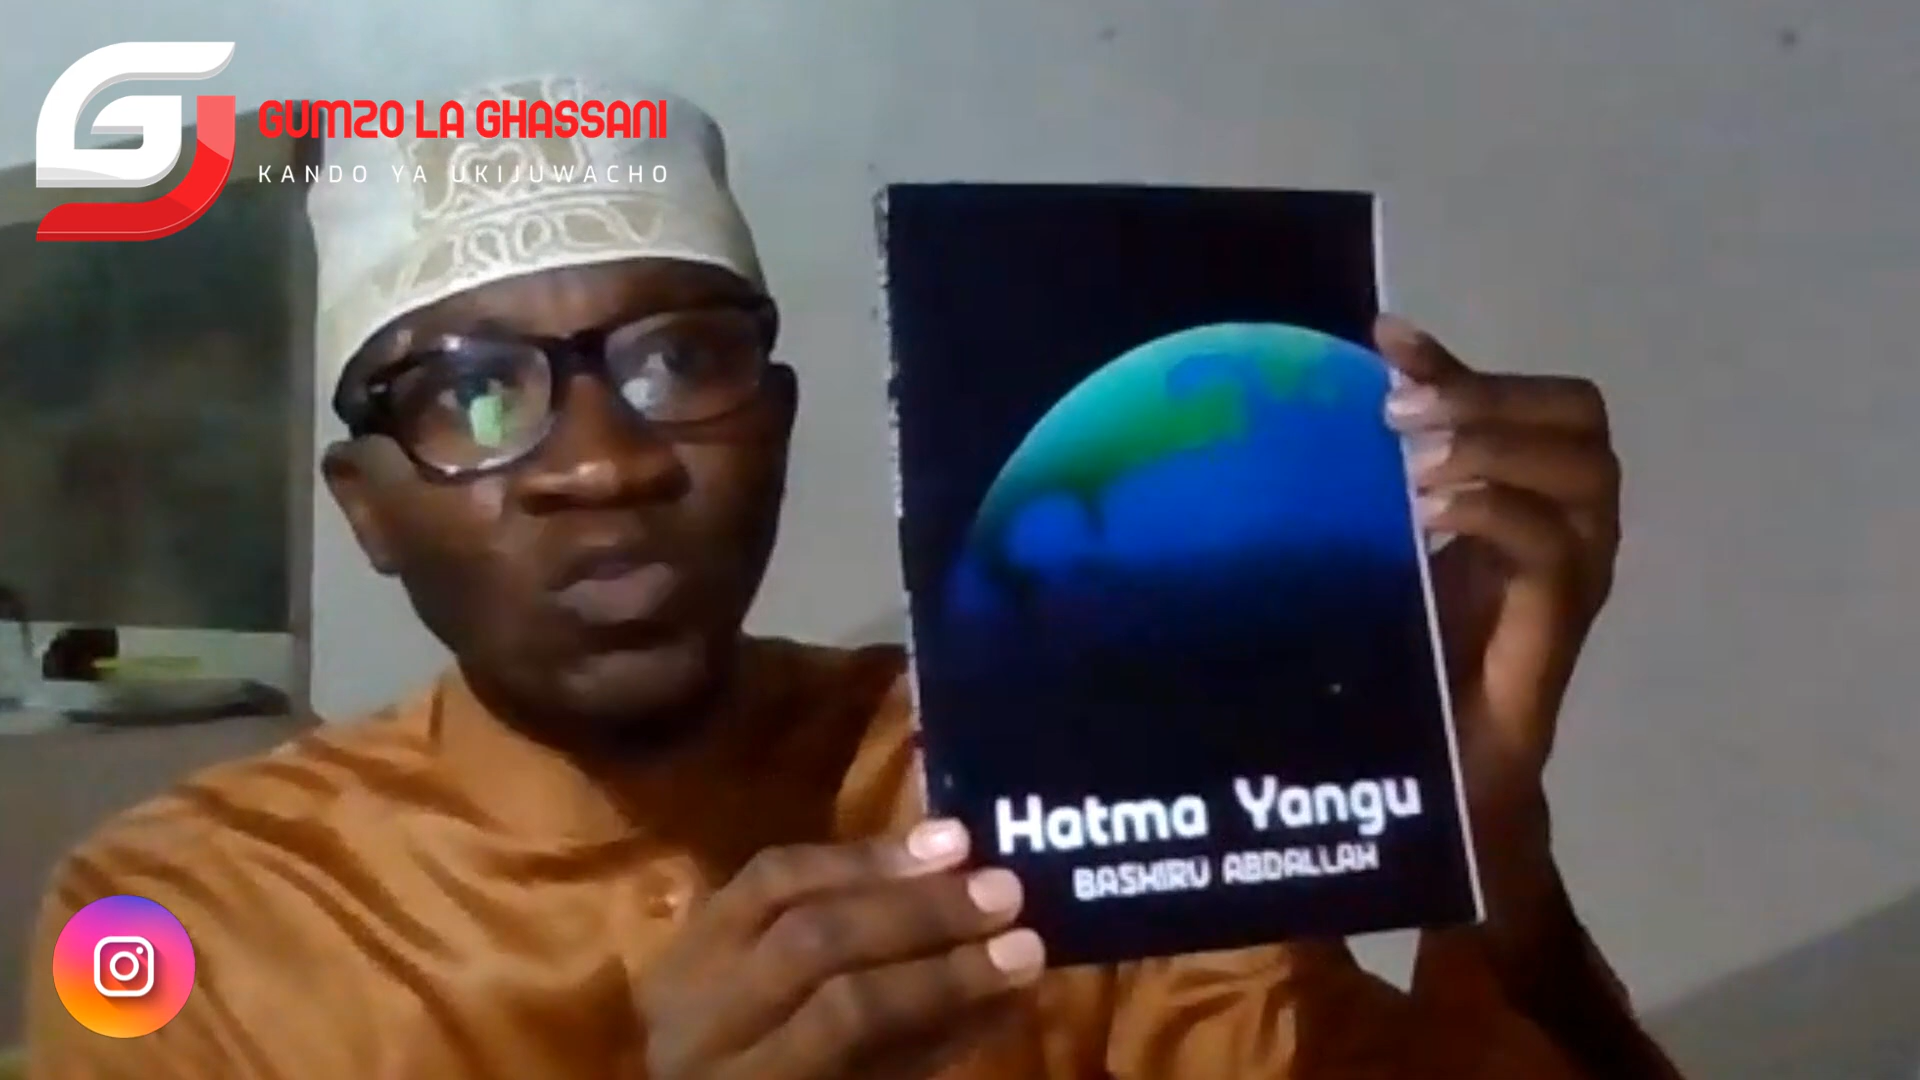 GUMZO LA GHASSANI
KANDO YA UKIJUWACHO
Hatma Yangu
BASHIRU ABDALLAH